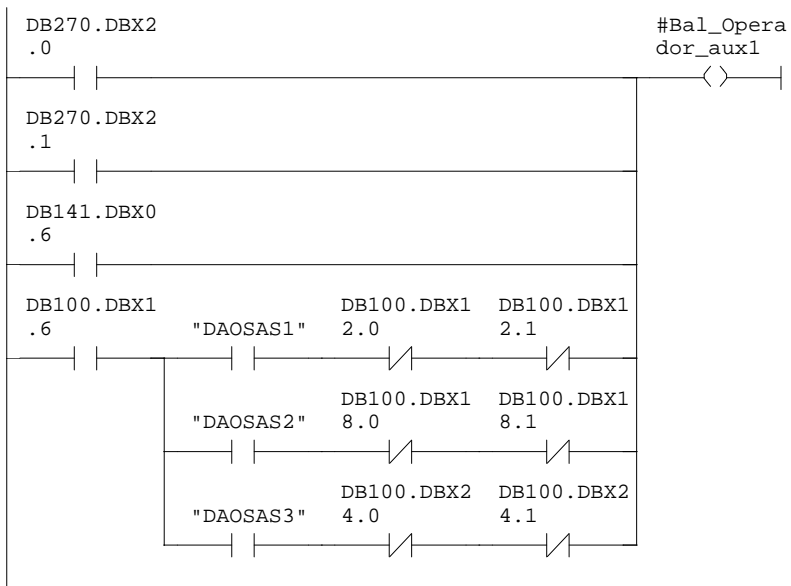 DB270.DBX2
.0
#Bal_Opera
dor_aux1
DB270.DBX2
.1
DB141.DBX0
.6
DB100.DBX1
.6
"DAOSAS1"
DB100.DBX1
2.0
DB100.DBX1
2.1
"DAOSAS2"
DB100.DBX1
8.0
DB100.DBX1
8.1
"DAOSAS3"
DB100.DBX2
4.0
DB100.DBX2
4.1